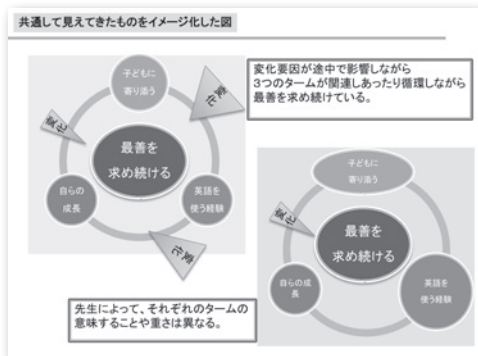 共通して見えてきたものをイメージ化した図
子どもに
寄り添う
変化
変化
最善を
求め続ける
自らの
成長
英語を
使う経験
変化
変化要因が途中で影響しながら
3つのタームが関連しあったり循環しながら
最善を求め続けている。
子どもに
寄り添う
変化
最善を
求め続ける
自らの成
長
英語を
使う経験
先生によって、それぞれのタームの
意味することや重さは異なる。